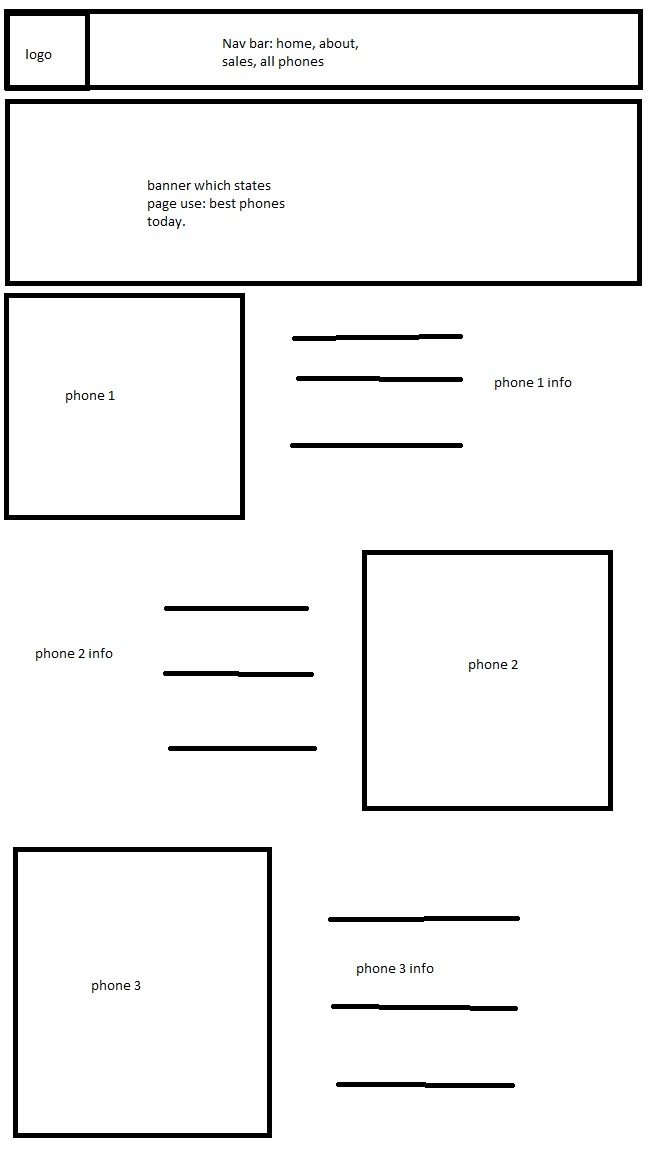 logo
Nav bar: home, about,
sales, all phones
banner which states
page use: best phones
today.
phone 1
phone 1 info
phone 2 info
phone 2
phone 3 info
phone 3